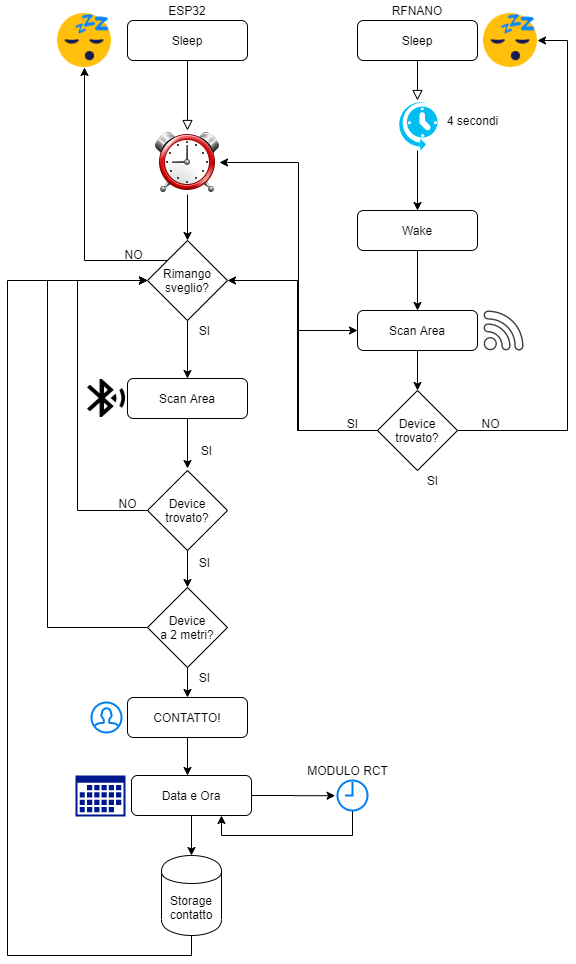 ESP32
RFNANO
Sleep
Sleep
4 secondi
Wake
NO
Rimango
sveglio?
SI
Scan Area
Scan Area
SI
Device
trovato?
NO
SI
SI
NO
Device
trovato?
SI
Device
a 2 metri?
SI
CONTATTO!
MODULO RCT
Data e Ora
Storage
contatto